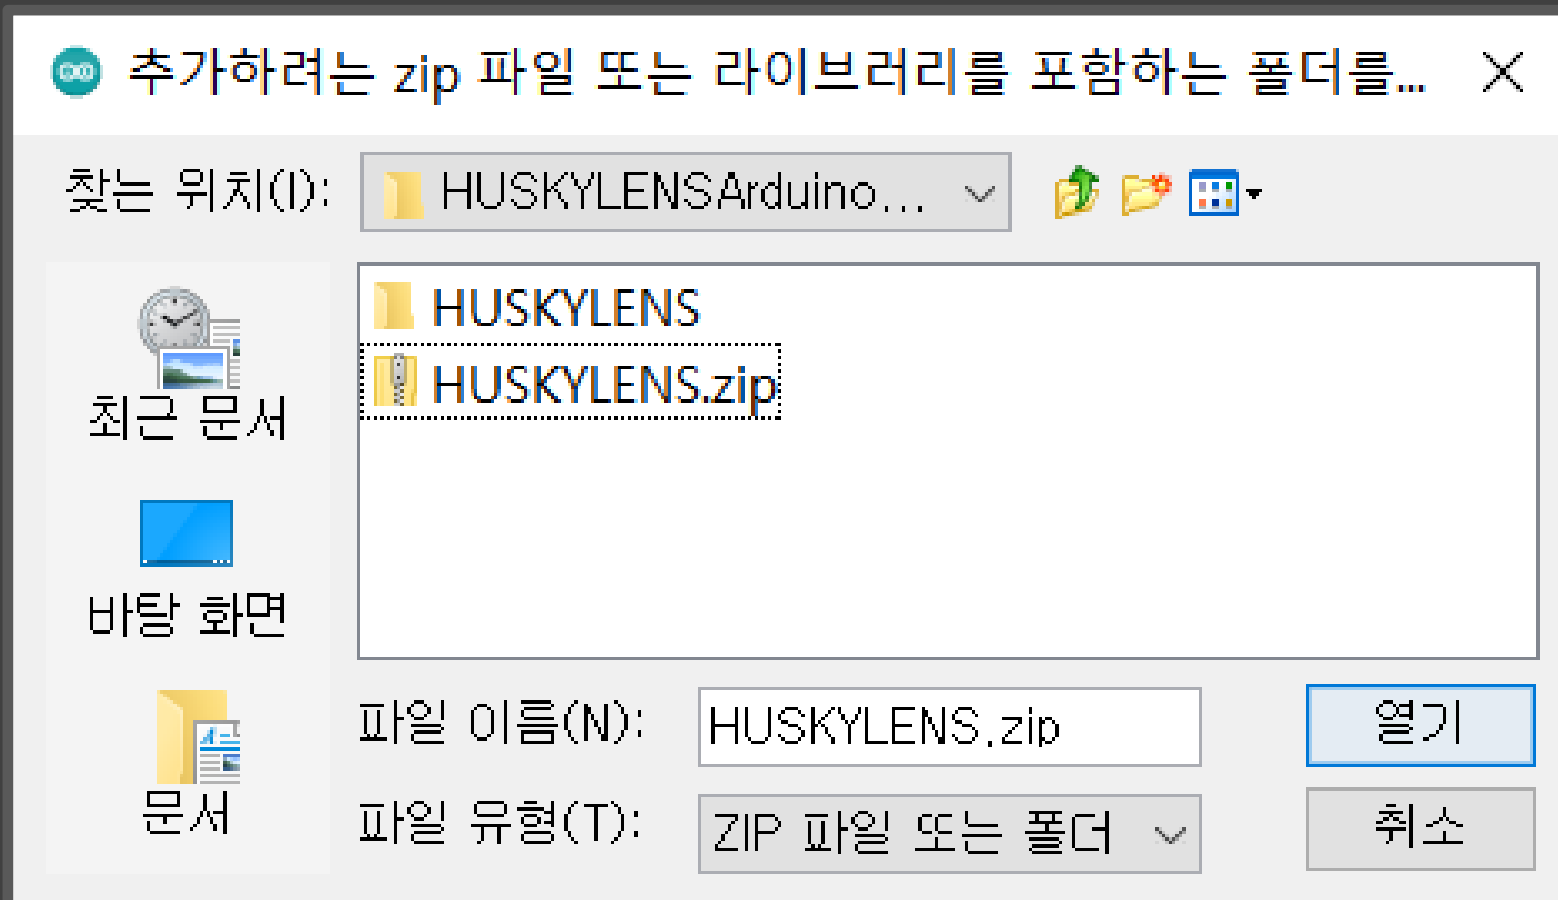 추가하려는 zip 파일 또는 라이브러리를 포함하는 폴더를...
찾는 위치(I): HUSKYLENSArduino...
HUSKYLENS
HUSKYLENS.zip
최근 문서
바탕 화면
문서
파일 이름(N): HUSKYLENS.zip 열기
파일 유형(T): ZIP 파일 또는 폴더 취소